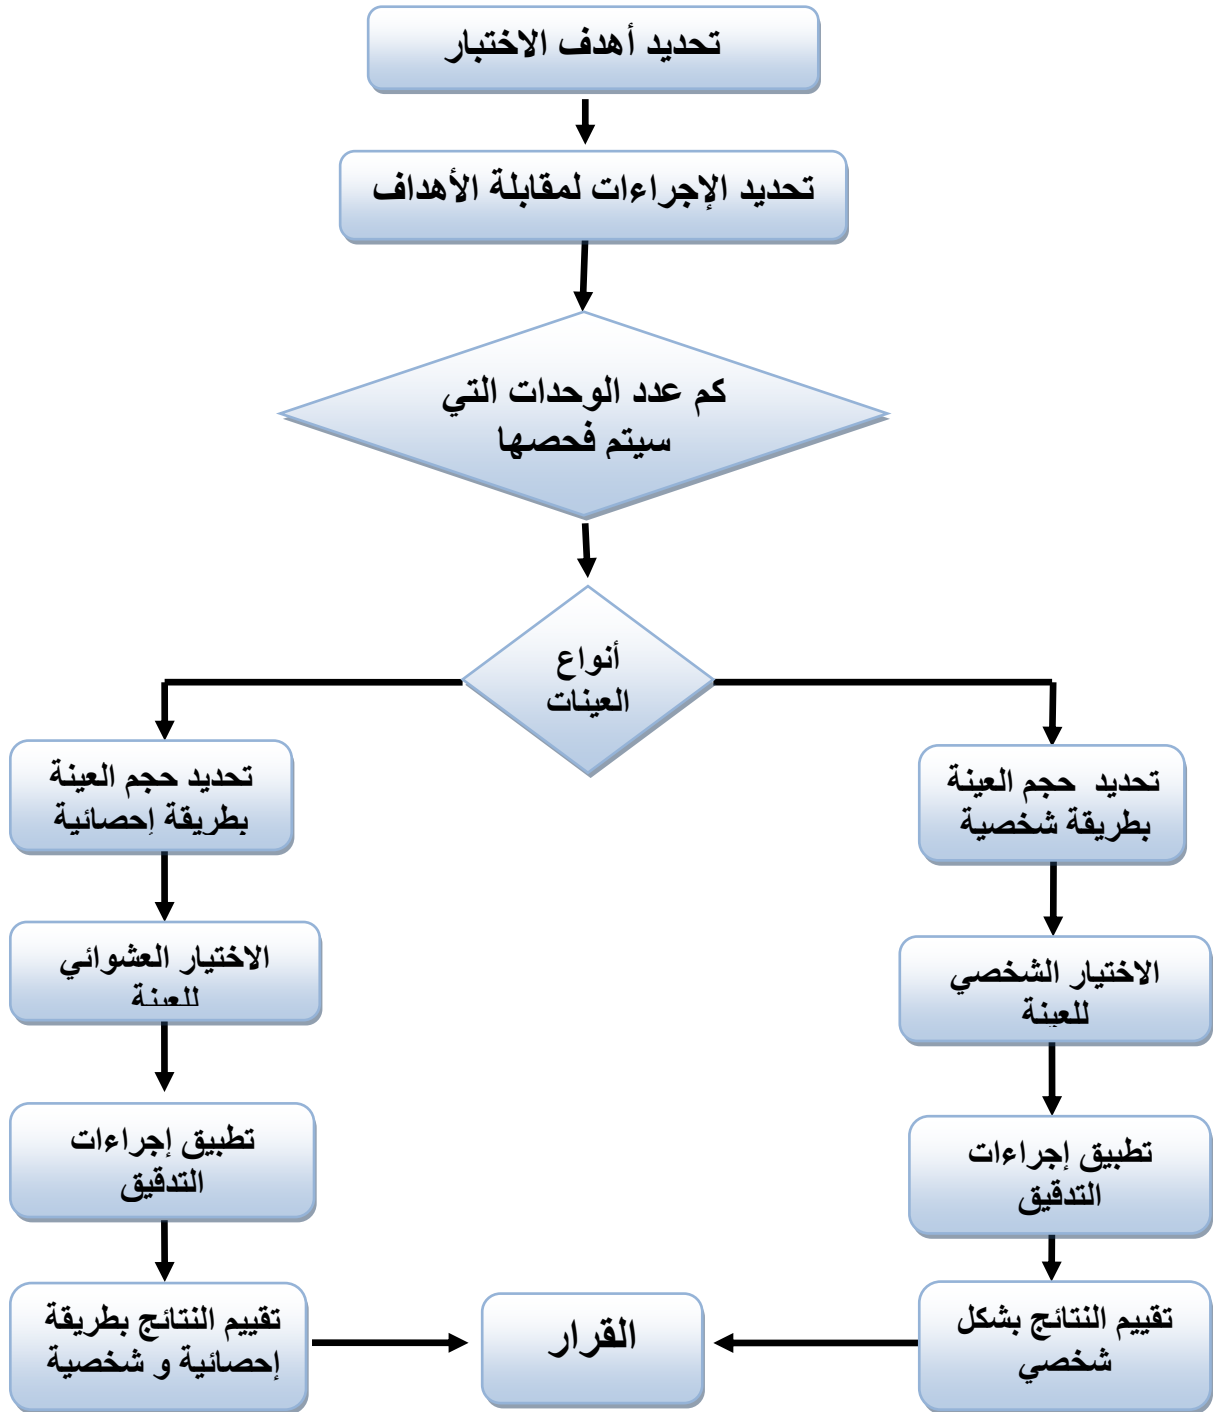 تحديد أهدف الاختبار
تحديد الإجراءات لمقابلة الأهداف
كم عدد الوحدات التي
سيتم فحصها
أنواع
العينات
تحديد حجم العينة
بطريقة شخصية
الاختيار الشخصي
للعينة
تطبيق إجراءات
التدقيق
تقييم النتائج بشكل
شخصي
تحديد حجم العينة
بطريقة إحصائية
الاختيار العشوائي
للعينة
تطبيق إجراءات
التدقيق
تقييم النتائج بطريقة
إحصائية و شخصية
القرار